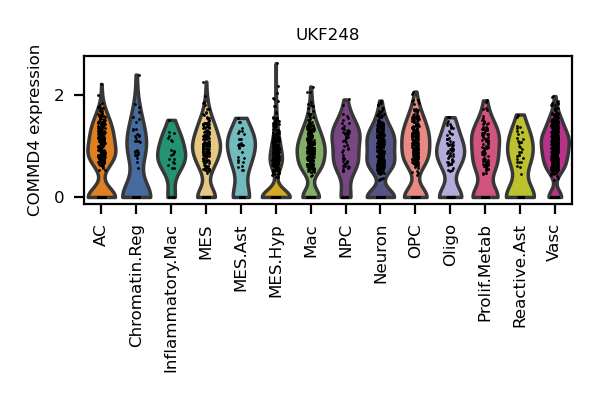 UKF248
COMMD4 expression
2
0
AC
Chromatin.Reg
Inflammatory.Mac
MES
MES.Ast
MES.Hyp
Mac
NPC
Neuron
OPC
Oligo
Prolif.Metab
Reactive.Ast
Vasc